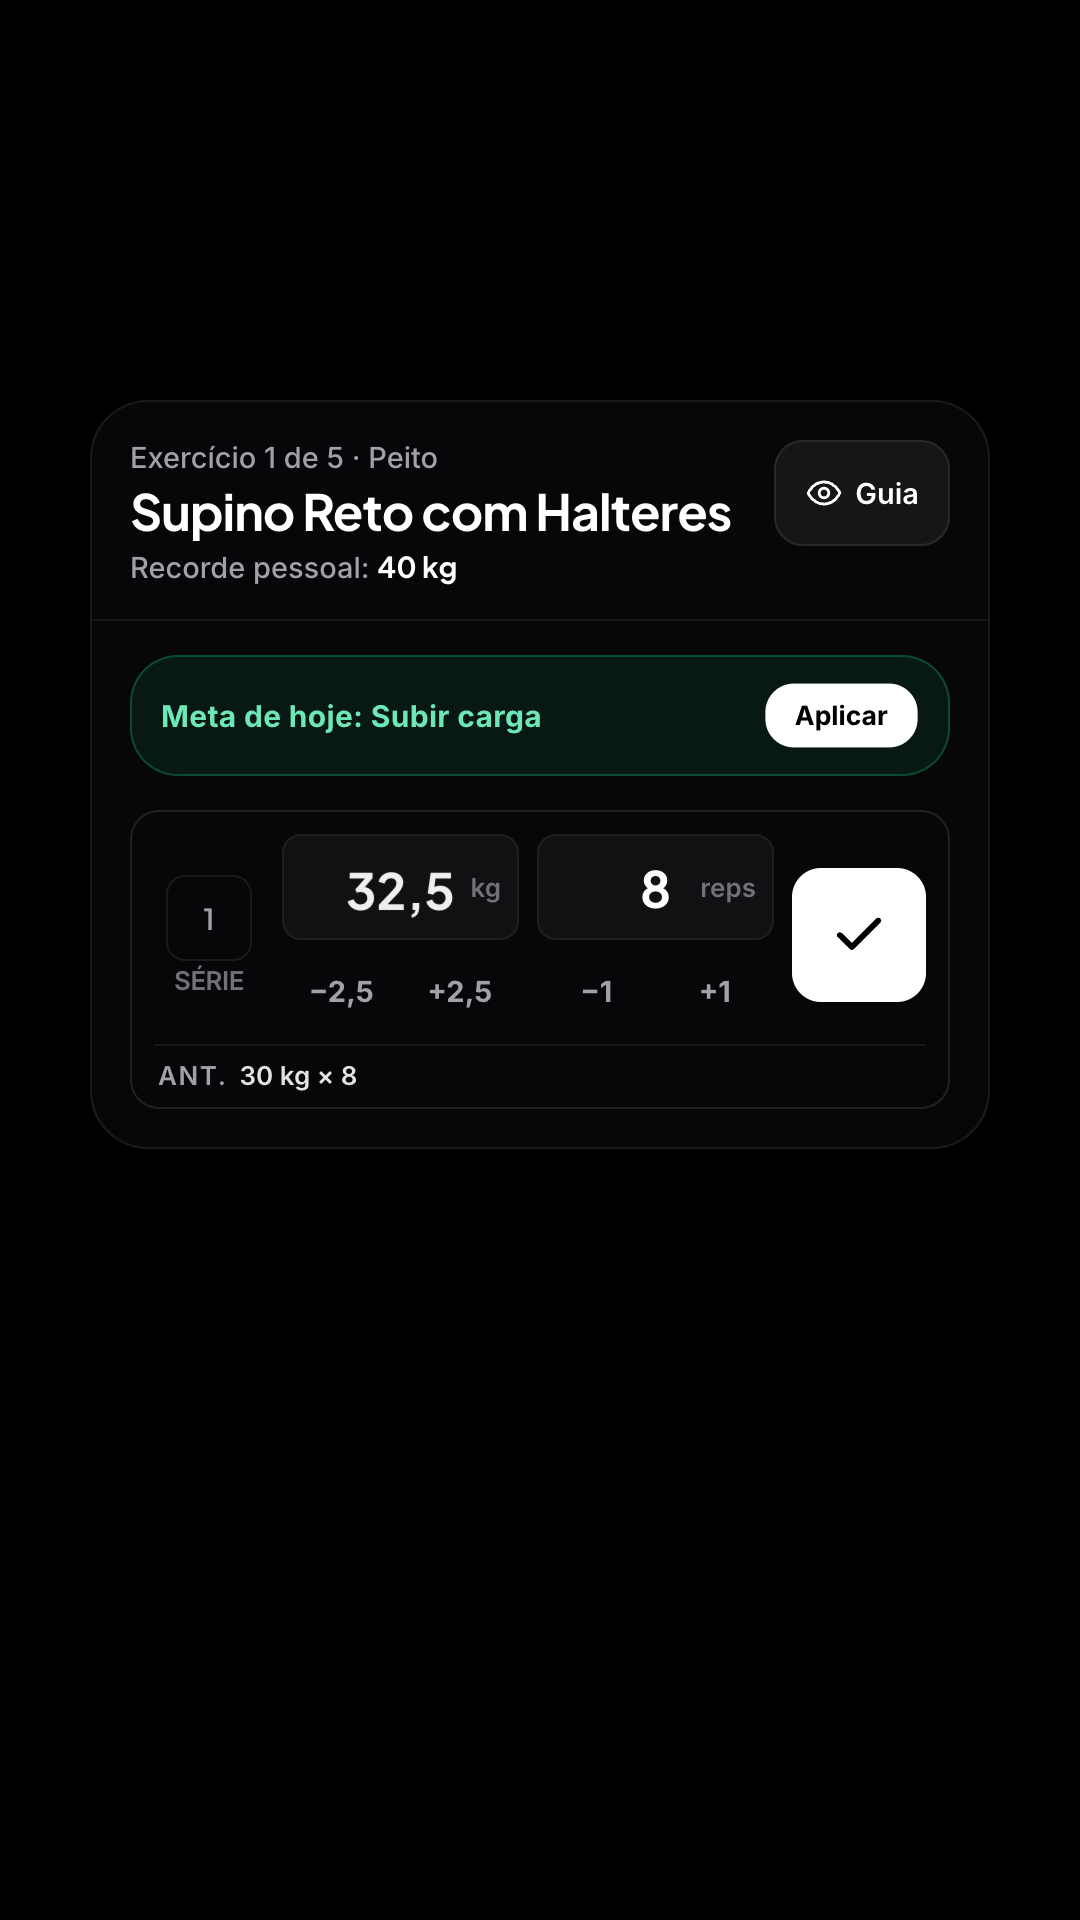 Exercício 1 de 5 · Peito
Supino Reto com Halteres
Recorde pessoal: 40 kg
Guia
Meta de hoje: Subir carga
Aplicar
1
SÉRIE
32,5 kg
8 reps
−2,5 +2,5 −1 +1
ANT. 30 kg × 8